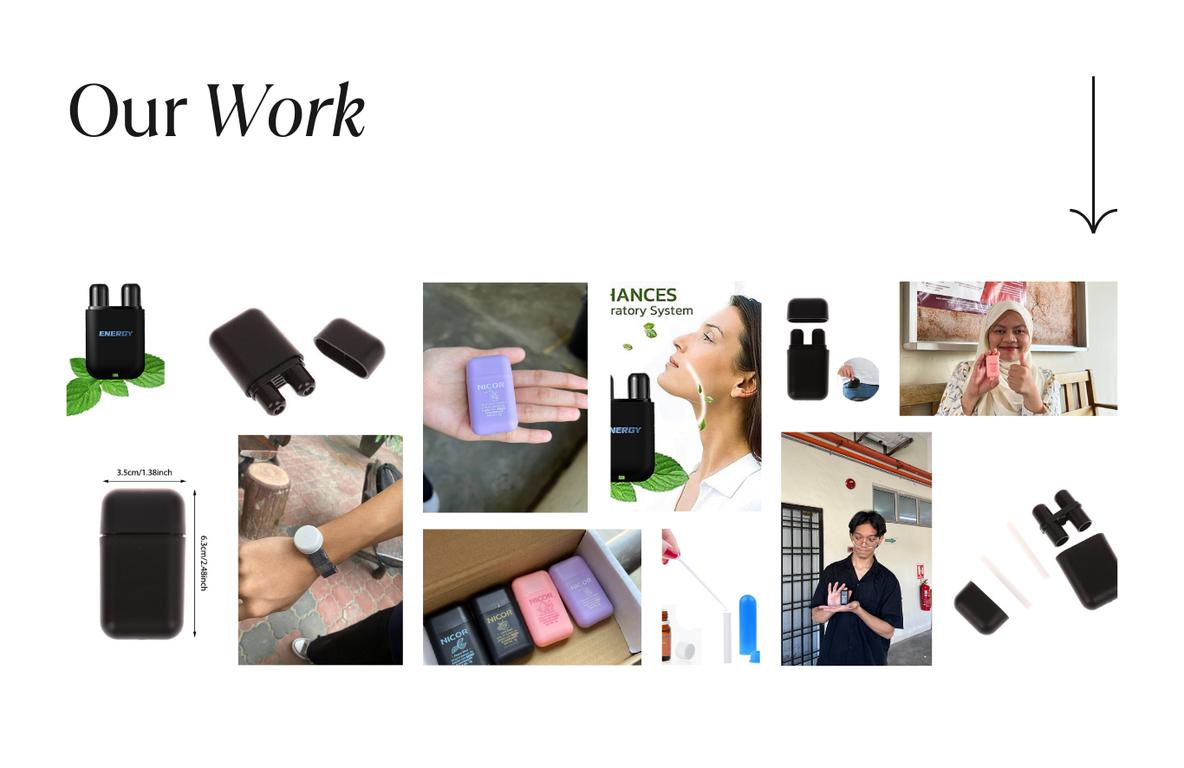 Our Work
ENERGY
NICOR
HANCES
ratory System
NERGY
3.5cm/1.38inch
6.3cm/2.48inch
NICOR
NICOR
NICOR
NICOR